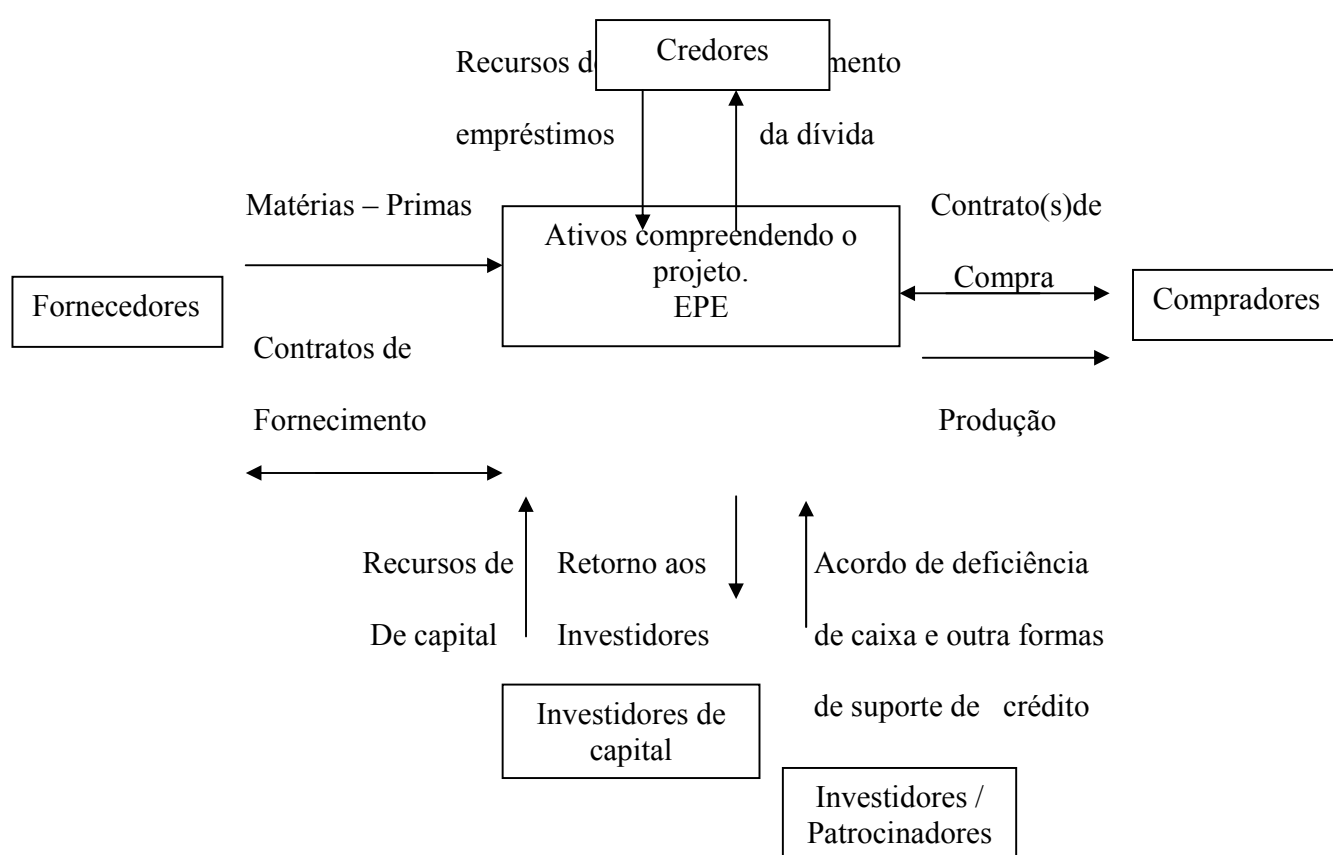 Credores
Recursos d mento
empréstimos da dívida
Matérias – Primas
Contrato(s)de
Ativos compreendendo o
projeto.
EPE
Compra
Fornecedores
Compradores
Contratos de
Fornecimento
Produção
Recursos de
De capital
Retorno aos
Investidores
Acordo de deficiência
de caixa e outra formas
de suporte de crédito
Investidores de
capital
Investidores /
Patrocinadores